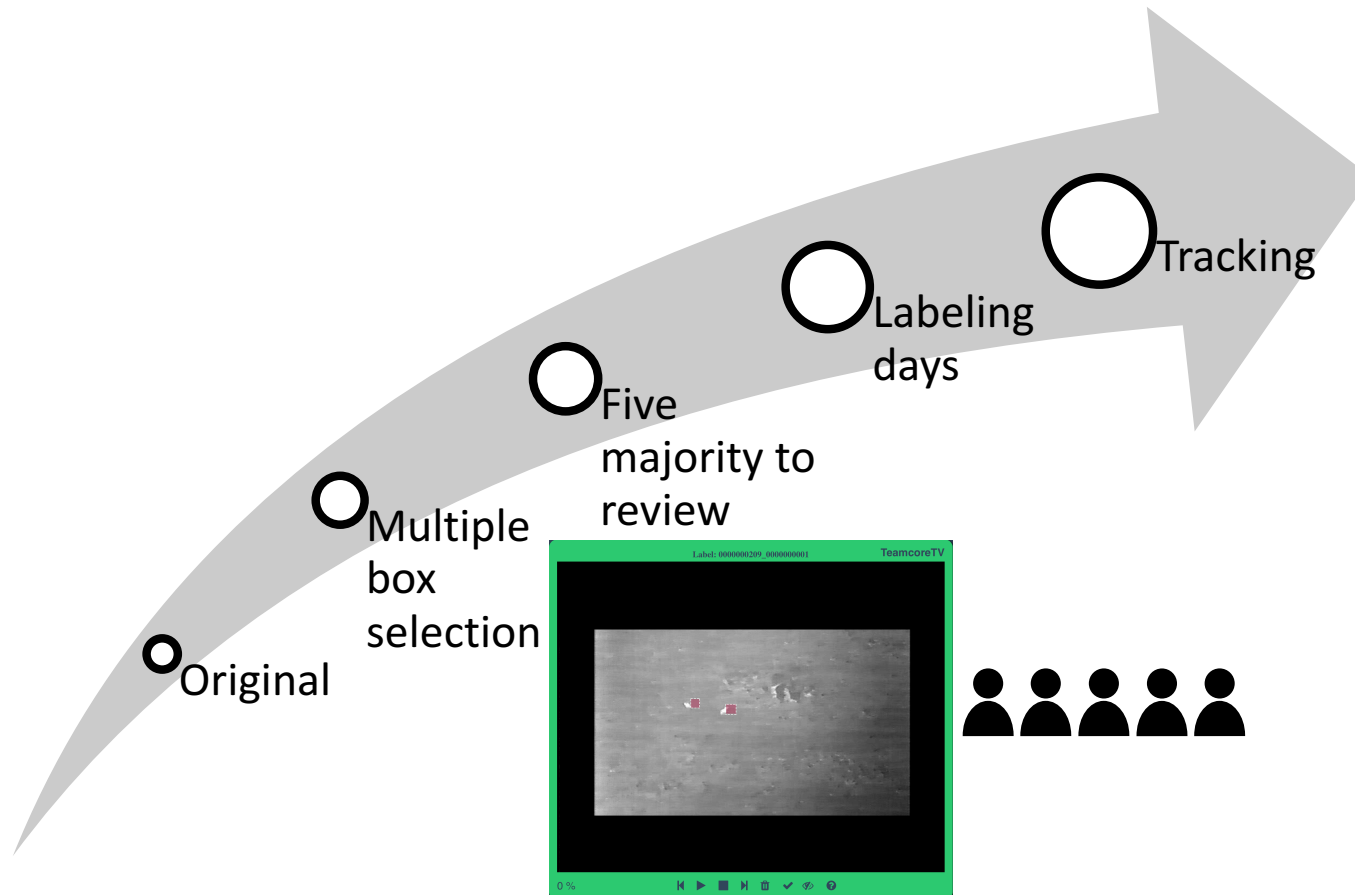 Tracking
Labeling
days
Five
majority to
review
Multiple
box
selection
Original
Label: 0000000209_0000000001
TeamcoreTV
0 %